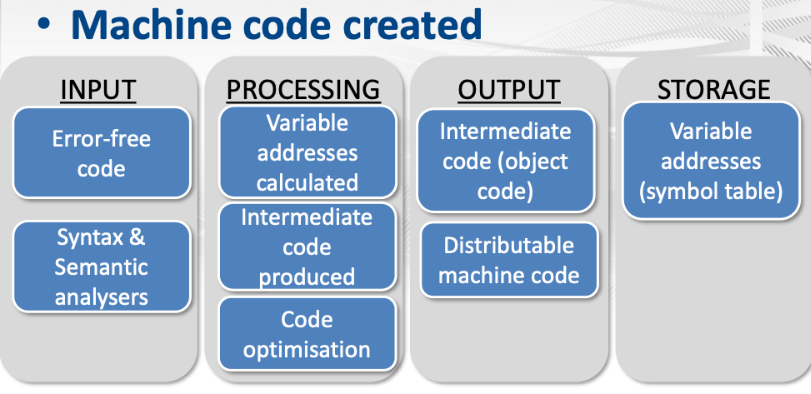 • Machine code created
INPUT
Error-free
code
Syntax &
Semantic
analysers
PROCESSING
Variable
addresses
calculated
Intermediate
code
produced
Code
optimisation
OUTPUT
Intermediate
code (object
code)
Distributable
machine code
STORAGE
Variable
addresses
(symbol table)